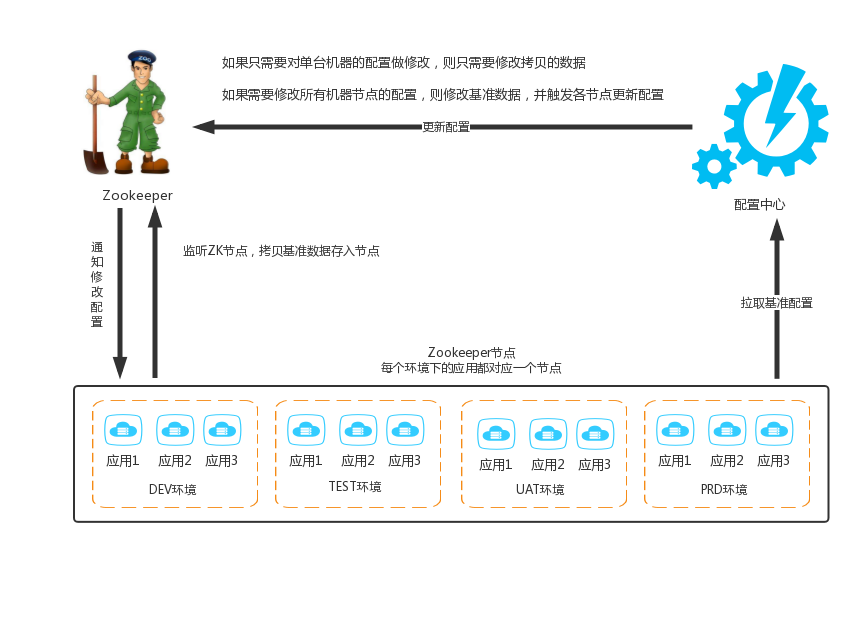 如果只需要对单台机器的配置做修改，则只需要修改拷贝的数据
ZOO
如果需要修改所有机器节点的配置，则修改基准数据，并触发各节点更新配置
更新配置
Zookeeper
配置中心
通知修改配置
监听ZK节点，拷贝基准数据存入节点
拉取基准配置
Zookeeper节点
每个环境下的应用都对应一个节点
应用1 应用2 应用3
DEV环境
应用1 应用2 应用3
TEST环境
应用1 应用2 应用3
UAT环境
应用1 应用2 应用3
PRD环境